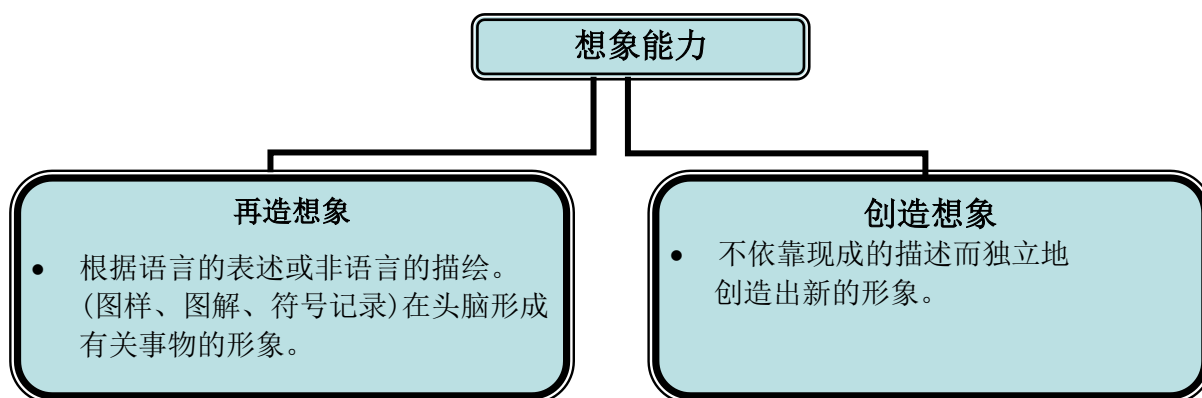 想象能力
再造想象
• 根据语言的表述或非语言的描绘。
(图样、图解、符号记录)在头脑形成
有关事物的形象。
创造想象
• 不依靠现成的描述而独立地
创造出新的形象。